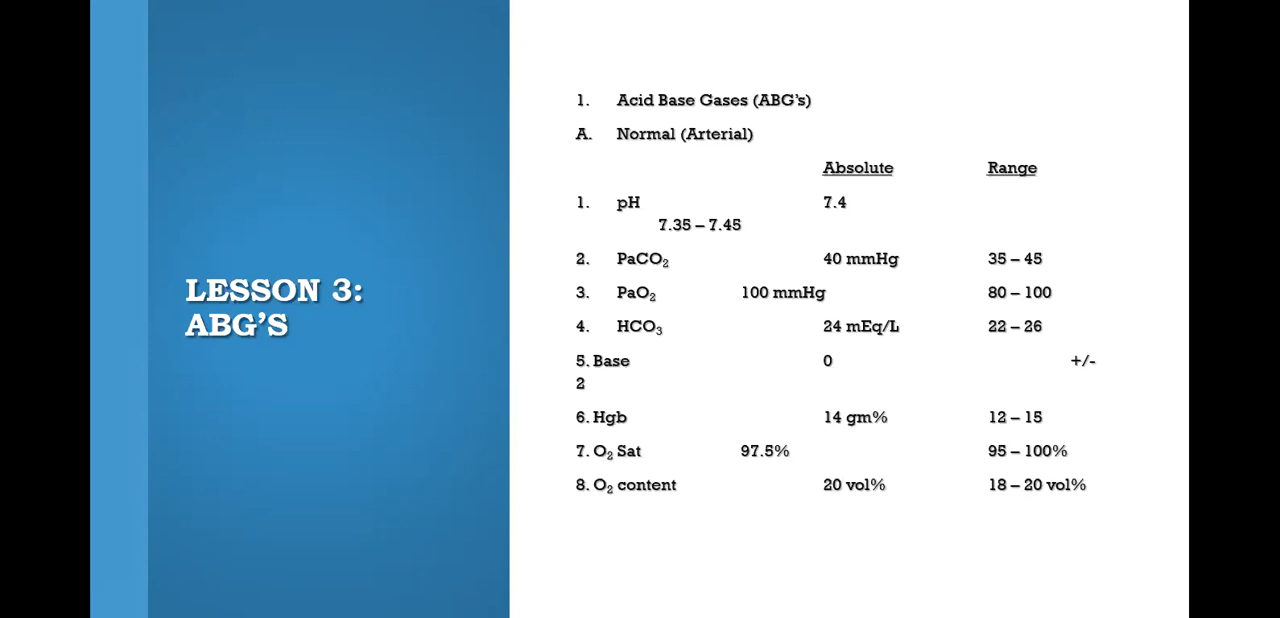 LESSON 3:
ABG'S
1. Acid Base Gases (ABG's)
A. Normal (Arterial)
Absolute Range
1. pH 7.4
7.35 – 7.45
2. PaCO₂ 40 mmHg 35 – 45
3. PaO₂ 100 mmHg 80 – 100
4. HCO₃ 24 mEq/L 22 – 26
5. Base 0 +/-
2
6. Hgb 14 gm% 12 – 15
7. O₂ Sat 97.5% 95 – 100%
8. O₂ content 20 vol% 18 – 20 vol%